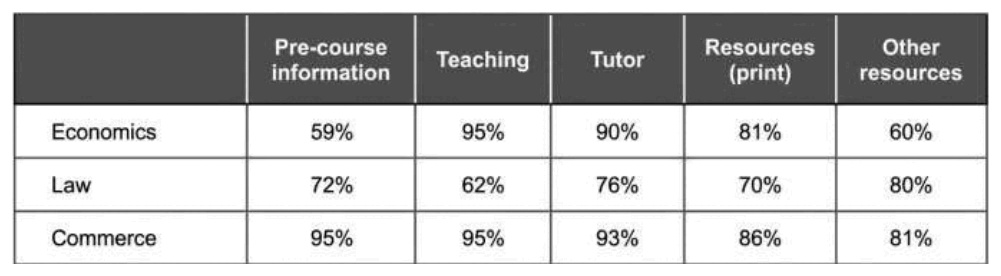 Pre-course information Teaching Tutor Resources (print) Other resources
Economics 59% 95% 90% 81% 60%
Law 72% 62% 76% 70% 80%
Commerce 95% 95% 93% 86% 81%